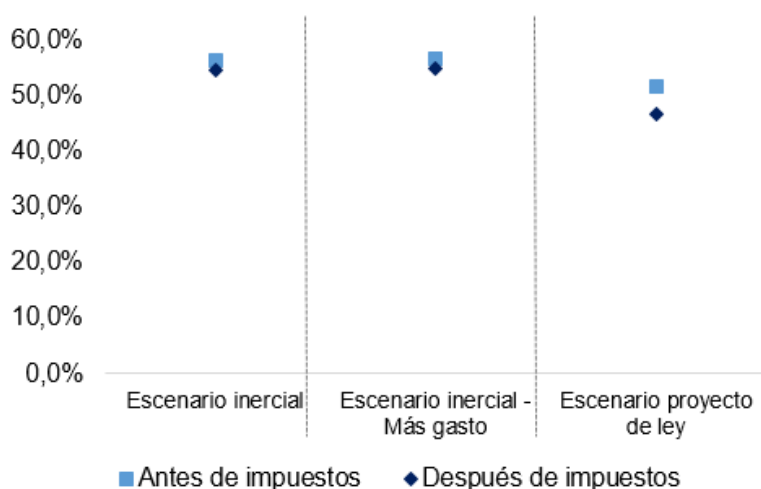 60,0%
50,0%
40,0%
30,0%
20,0%
10,0%
0,0%
Escenario inercial
Escenario inercial -
Más gasto
Escenario proyecto
de ley
Antes de impuestos
Después de impuestos